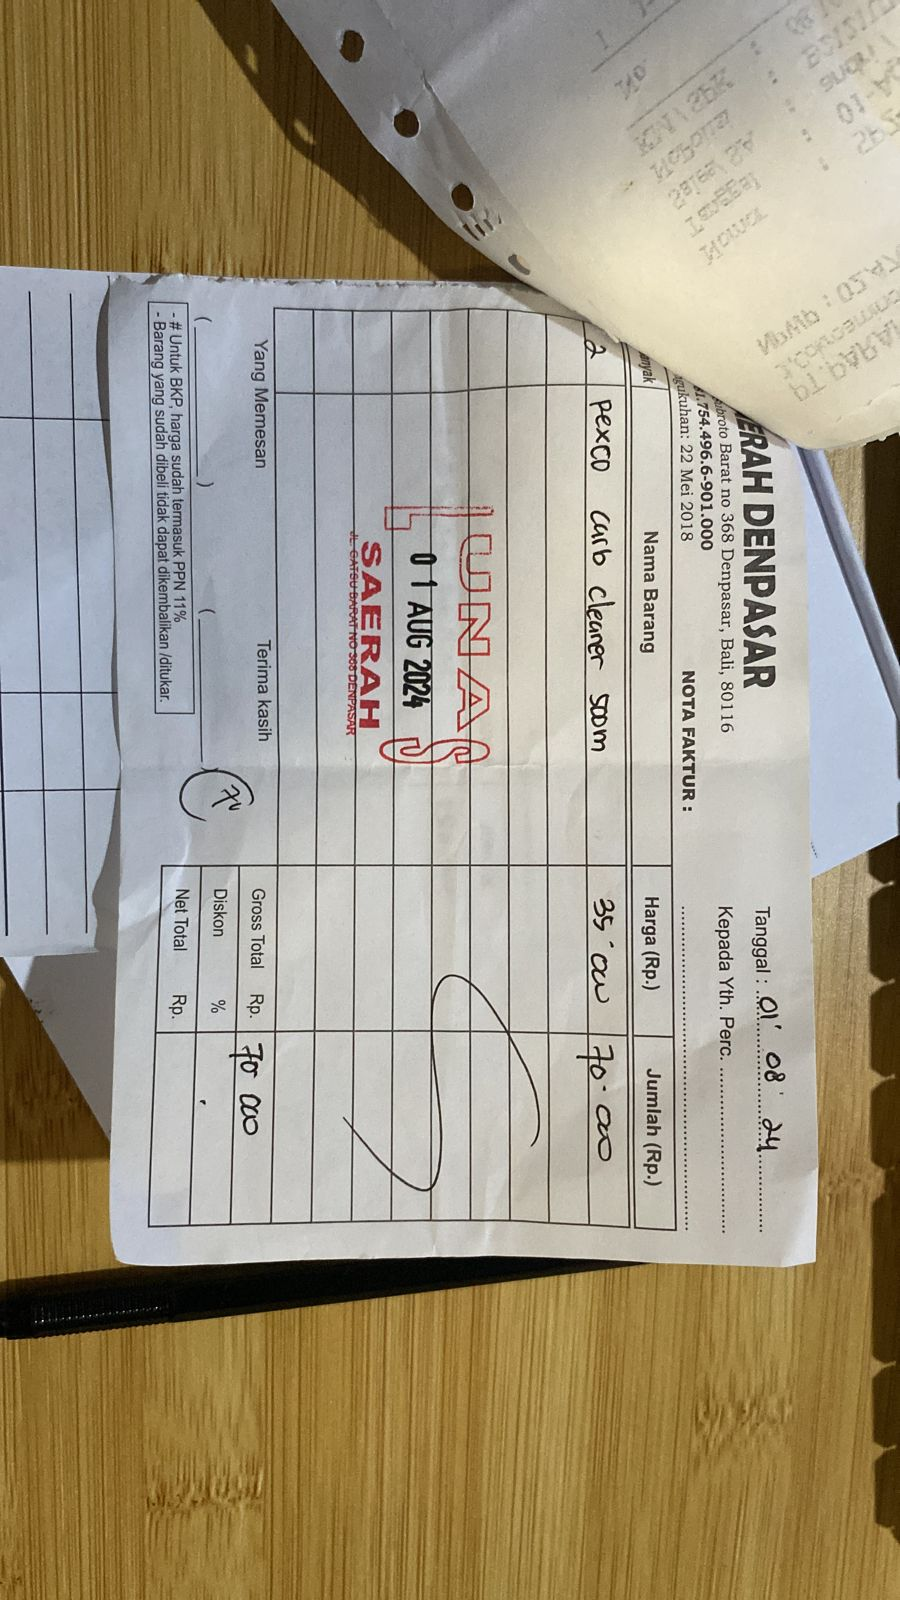 ERAH DENPASAR
ubroto Barat no 368 Denpasar, Bali, 80116
.754.496.6-901.000
gukuhan: 22 Mei 2018
NOTA FAKTUR :
Tanggal : 01' 08' 24
Kepada Yth. Perc.
anyak Nama Barang Harga (Rp.) Jumlah (Rp.)
2 pexco carb cleaner 500m 35'000 70.000
LUNAS
01 AUG 2024
SAERAH
JL. GATSU BARAT NO 368 DENPASAR
Gross Total Rp. 70 000
Diskon %
Net Total Rp.
Yang Memesan Terima kasih
( ) ( )
- # Untuk BKP, harga sudah termasuk PPN 11%
- Barang yang sudah dibeli tidak dapat dikembalikan /ditukar.